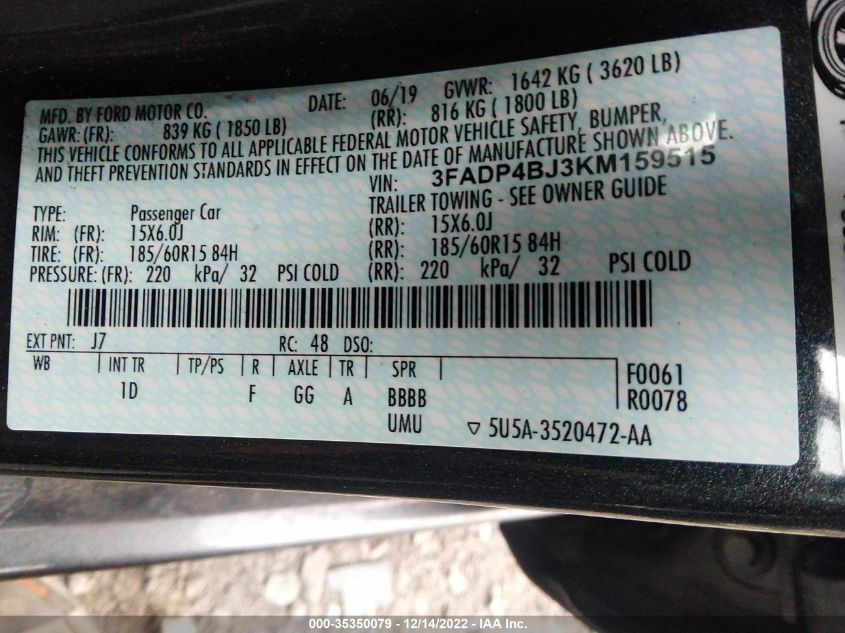 MFD. BY FORD MOTOR CO. DATE: 06/19 GVWR: 1642 KG ( 3620 LB)
GAWR: (FR): 839 KG ( 1850 LB) (RR): 816 KG ( 1800 LB)
THIS VEHICLE CONFORMS TO ALL APPLICABLE FEDERAL MOTOR VEHICLE SAFETY, BUMPER,
AND THEFT PREVENTION STANDARDS IN EFFECT ON THE DATE OF MANUFACTURE SHOWN ABOVE.
VIN: 3FADP4BJ3KM159515
TYPE: Passenger Car TRAILER TOWING - SEE OWNER GUIDE
RIM: (FR): 15X6.0J (RR): 15X6.0J
TIRE: (FR): 185/60R15 84H (RR): 185/60R15 84H
PRESSURE: (FR): 220 kPa/ 32 PSI COLD (RR): 220 kPa/ 32 PSI COLD
EXT PNT: J7 RC: 48 DSO:
WB INT TR TP/PS R AXLE TR SPR F0061
1D F GG A BBBB R0078
UMU ▽ 5U5A-3520472-AA
000-35350079 - 12/14/2022 - IAA Inc.